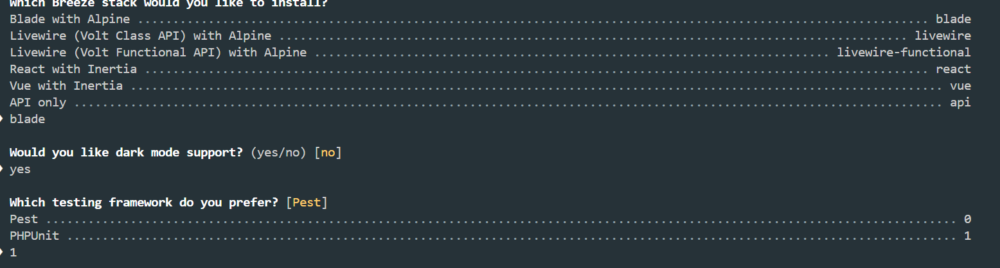 Which Breeze stack would you like to install?
Blade with Alpine ........................................................................................................................ blade
Livewire (Volt Class API) with Alpine ........................................................................................ livewire
Livewire (Volt Functional API) with Alpine ......................................................................... livewire-functional
React with Inertia ............................................................................................................... react
Vue with Inertia ................................................................................................................... vue
API only ........................................................................................................................... api
blade
Would you like dark mode support? (yes/no) [no]
yes
Which testing framework do you prefer? [Pest]
Pest ................................................................................................................................. 0
PHPUnit .............................................................................................................................. 1
1